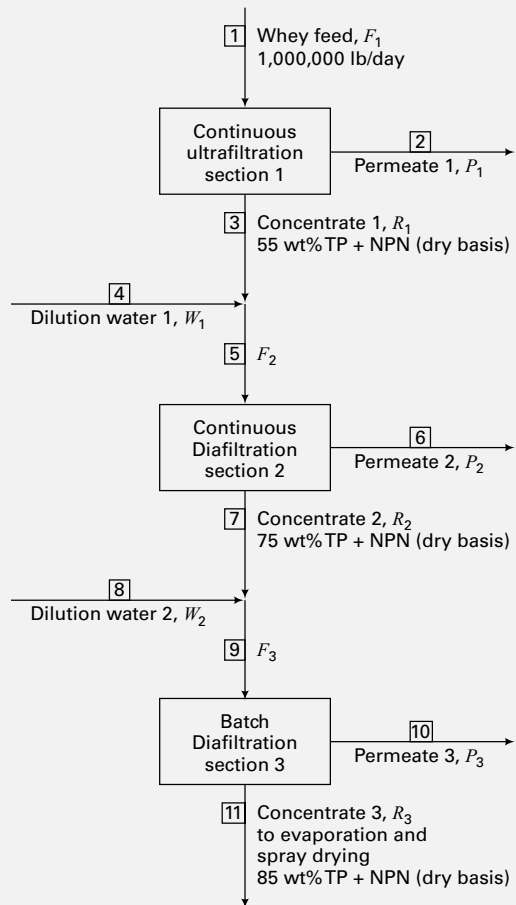 1
Whey feed, F1
1,000,000 lb/day
Continuous
ultrafiltration
section 1
2
Permeate 1, P1
3
Concentrate 1, R1
55 wt% TP + NPN (dry basis)
4
Dilution water 1, W1
5
F2
Continuous
Diafiltration
section 2
6
Permeate 2, P2
7
Concentrate 2, R2
75 wt% TP + NPN (dry basis)
8
Dilution water 2, W2
9
F3
Batch
Diafiltration
section 3
10
Permeate 3, P3
11
Concentrate 3, R3
to evaporation and
spray drying
85 wt% TP + NPN (dry basis)